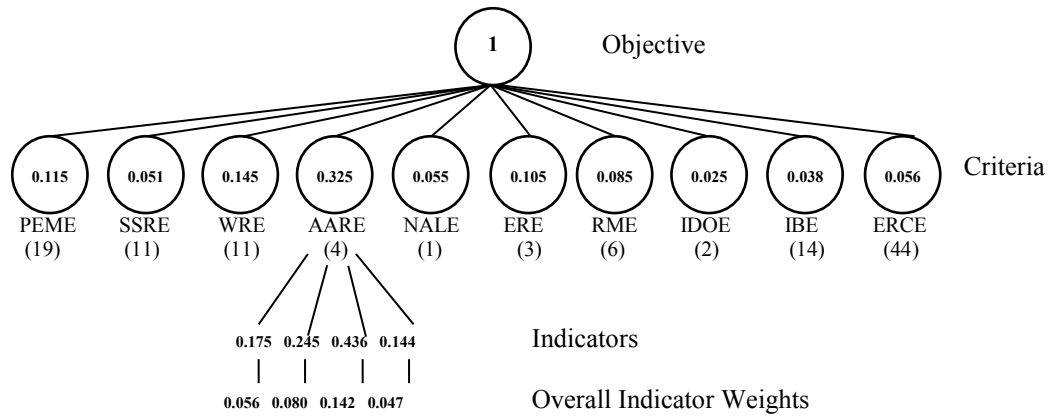 1 Objective
0.115 0.051 0.145 0.325 0.055 0.105 0.085 0.025 0.038 0.056 Criteria
PEME SSRE WRE AARE NALE ERE RME IDOE IBE ERCE
(19) (11) (11) (4) (1) (3) (6) (2) (14) (44)
0.175 0.245 0.436 0.144 Indicators
0.056 0.080 0.142 0.047 Overall Indicator Weights